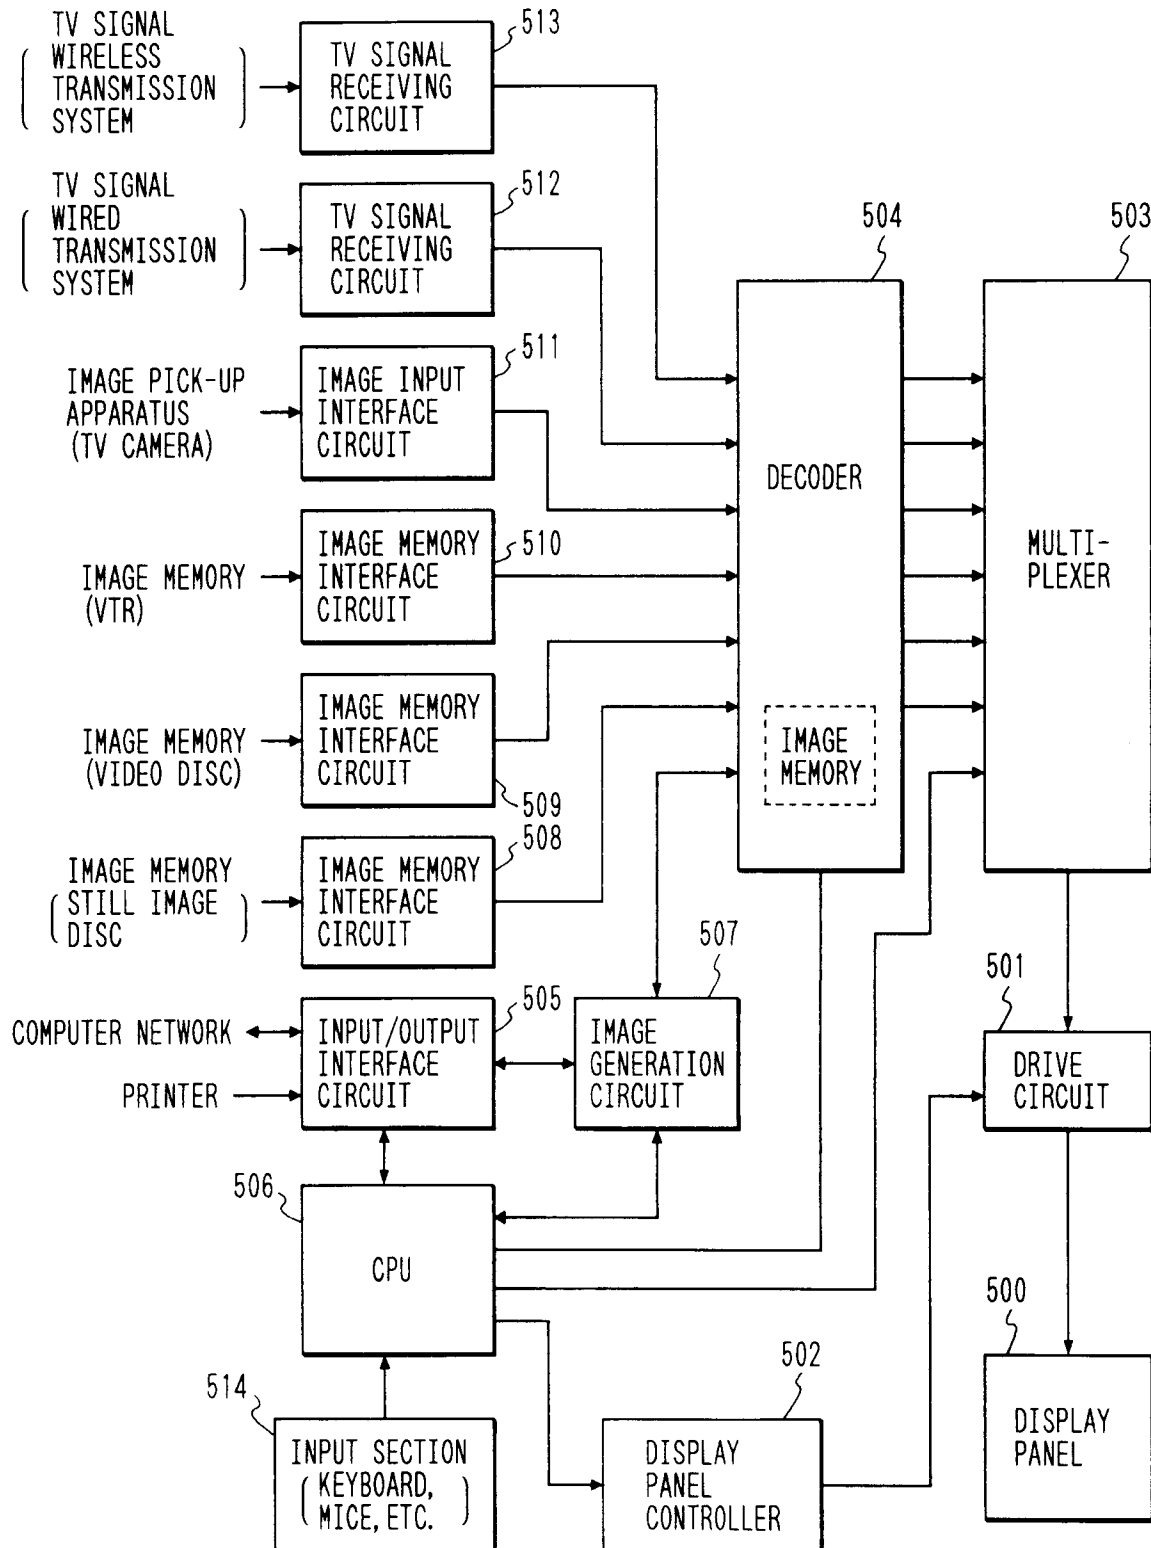 TV SIGNAL
WIRELESS
TRANSMISSION
SYSTEM
TV SIGNAL
RECEIVING
CIRCUIT
513
TV SIGNAL
WIRED
TRANSMISSION
SYSTEM
TV SIGNAL
RECEIVING
CIRCUIT
512
IMAGE PICK-UP
APPARATUS
(TV CAMERA)
IMAGE INPUT
INTERFACE
CIRCUIT
511
IMAGE MEMORY
(VTR)
IMAGE MEMORY
INTERFACE
CIRCUIT
510
IMAGE MEMORY
(VIDEO DISC)
IMAGE MEMORY
INTERFACE
CIRCUIT
509
IMAGE MEMORY
STILL IMAGE
DISC
IMAGE MEMORY
INTERFACE
CIRCUIT
508
504
DECODER
IMAGE
MEMORY
503
MULTI-
PLEXER
COMPUTER NETWORK
PRINTER
INPUT/OUTPUT
INTERFACE
CIRCUIT
505
IMAGE
GENERATION
CIRCUIT
507
501
DRIVE
CIRCUIT
506
CPU
500
DISPLAY
PANEL
514
INPUT SECTION
(KEYBOARD,
MICE, ETC.)
502
DISPLAY
PANEL
CONTROLLER